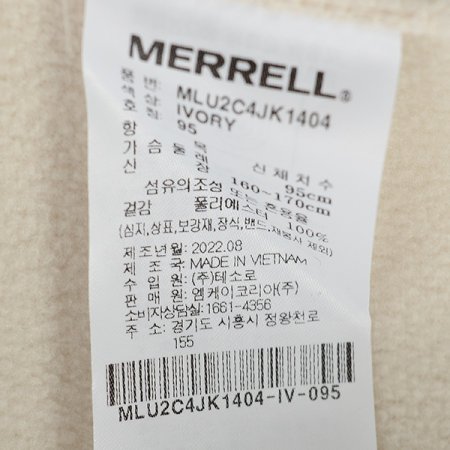 MERRELL®
품 번: MLU2C4JK1404
색 상: IVORY
호 칭: 95
항 목 신체치수
가슴둘레 95cm
신 장 160~170cm
섬유의조성 또는 혼용율
겉감 폴리에스터 100%
(심지,상표,보강재,장식,밴드,재봉사 제외)
제조년월: 2022.08
제 조 국: MADE IN VIETNAM
수 입 원: (주)테소로
판 매 원: 엠케이코리아(주)
소비자상담실: 1661-4356
주 소: 경기도 시흥시 정왕천로
155
MLU2C4JK1404-IV-095